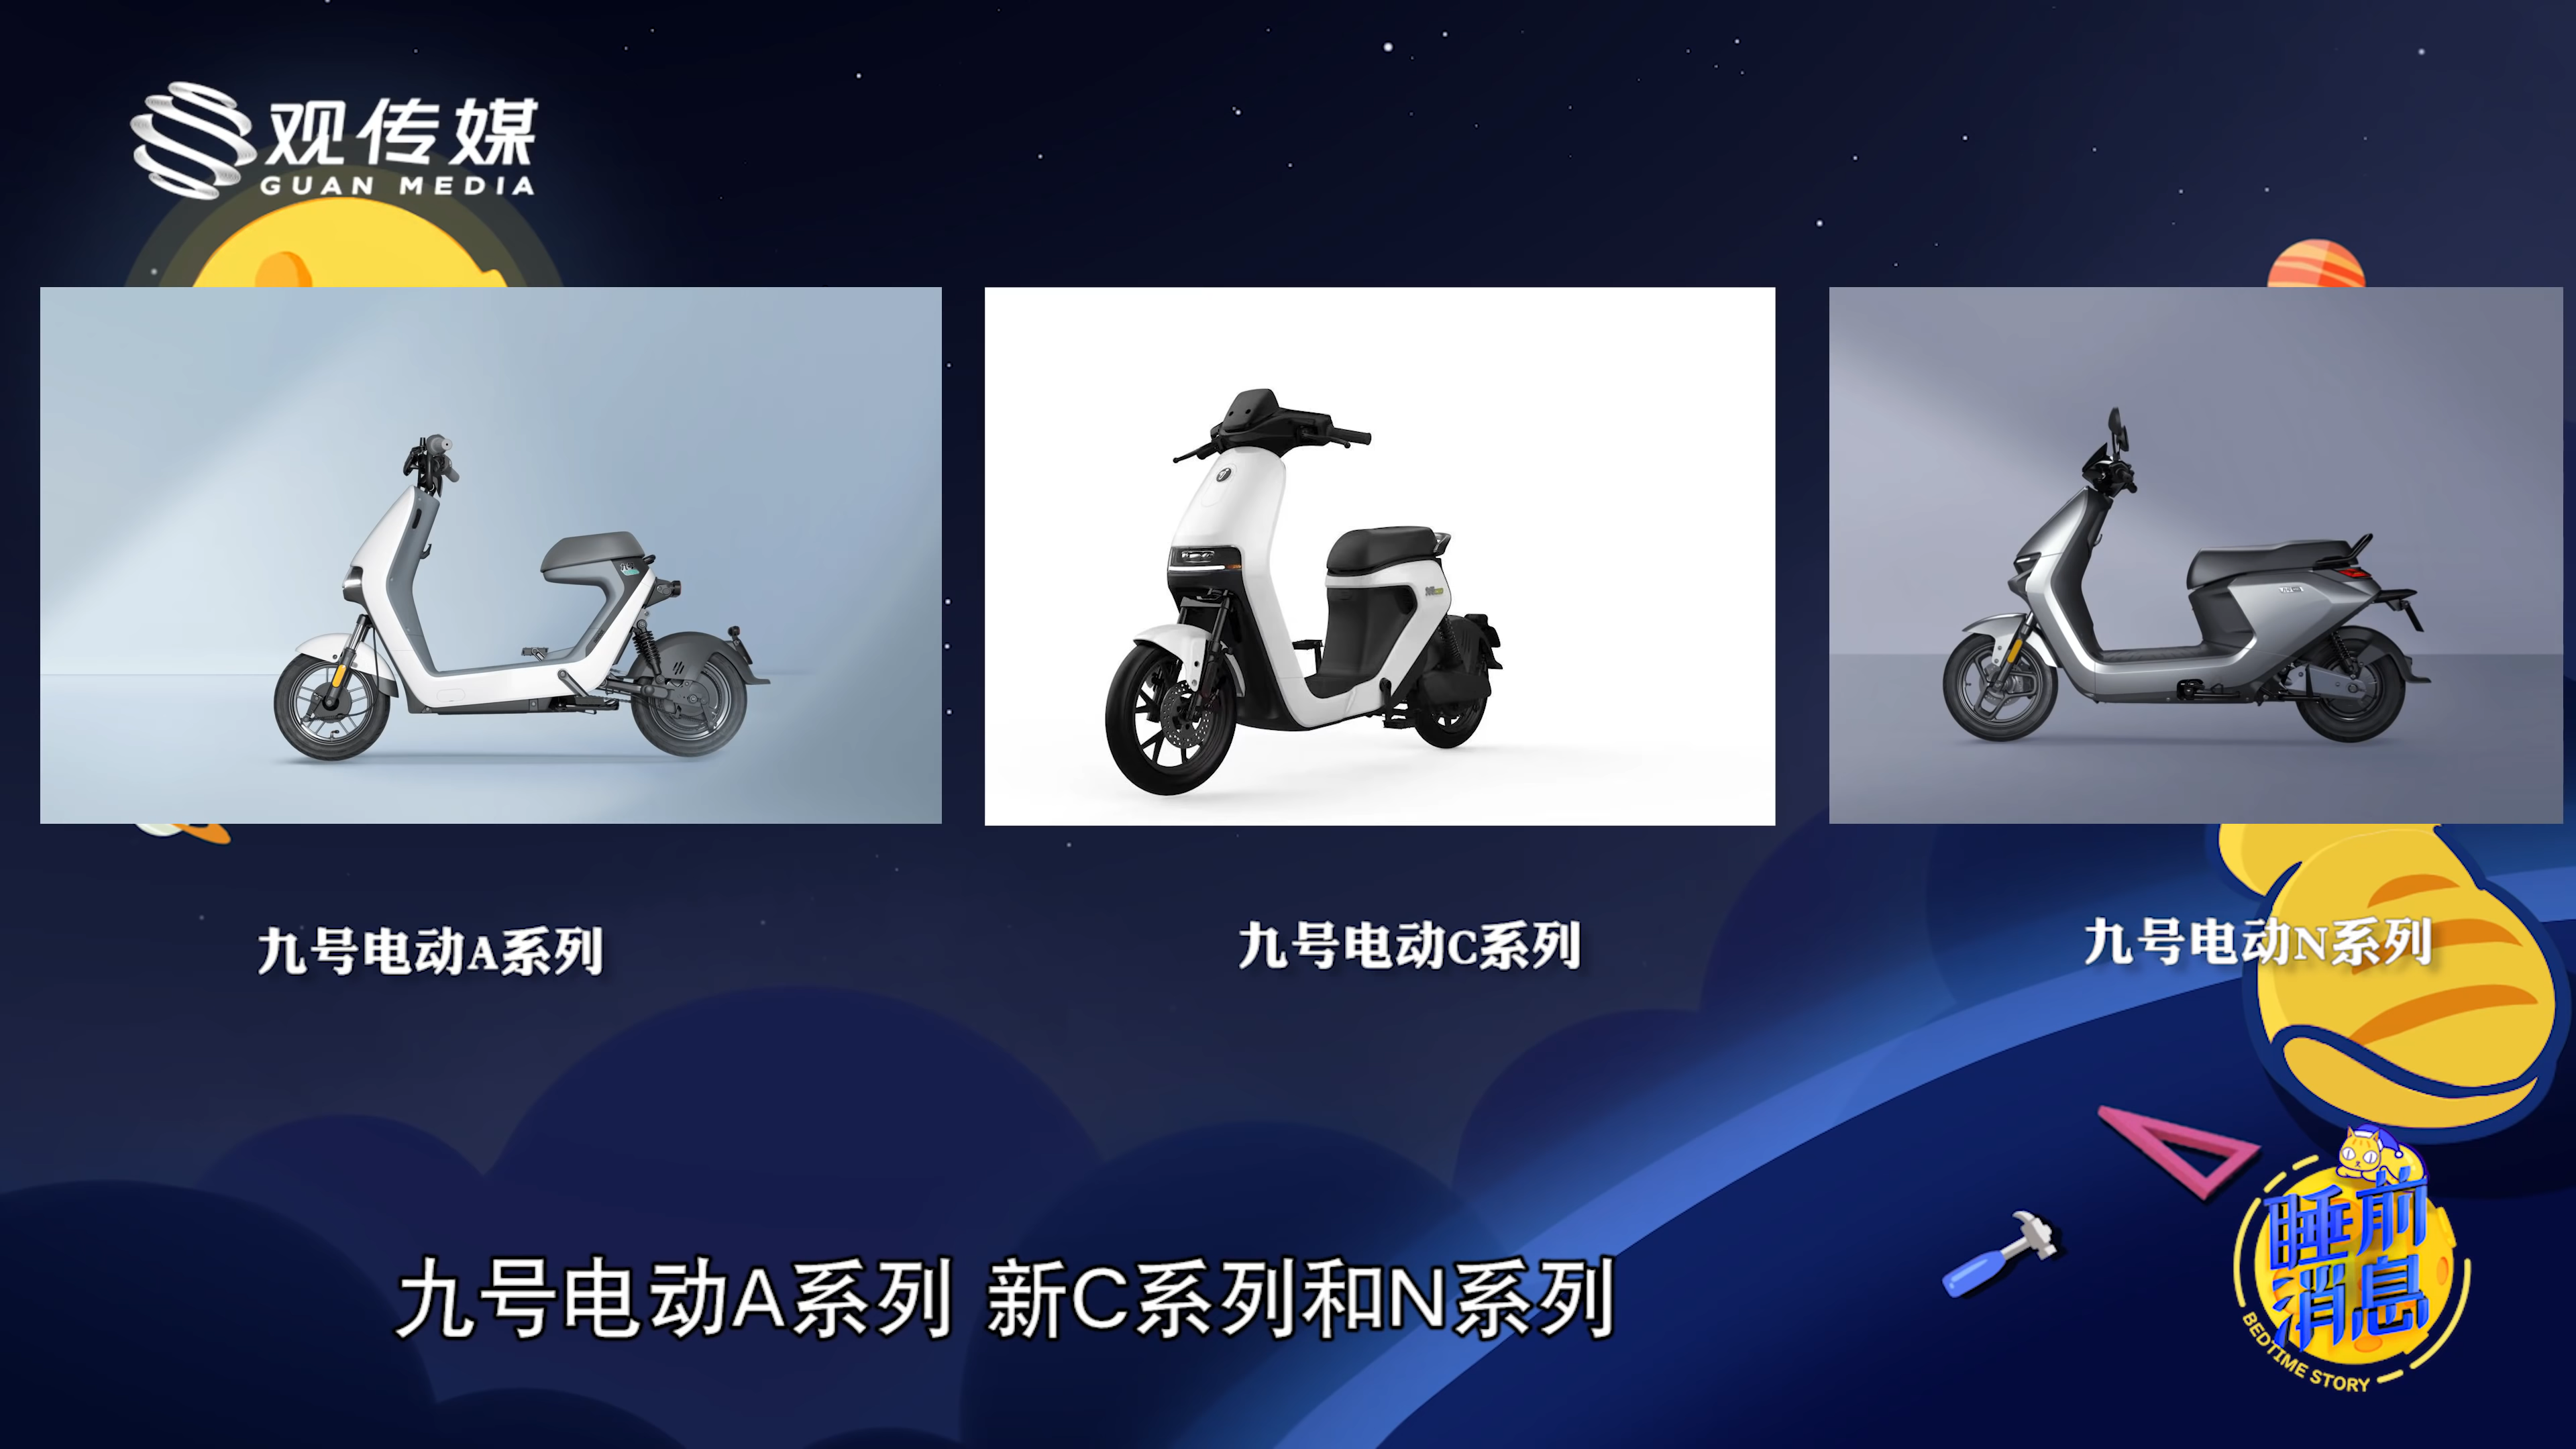 观传媒
GUAN MEDIA
九号电动A系列
九号电动C系列
九号电动N系列
九号电动A系列 新C系列和N系列
睡前
消息
BEDTIME STORY